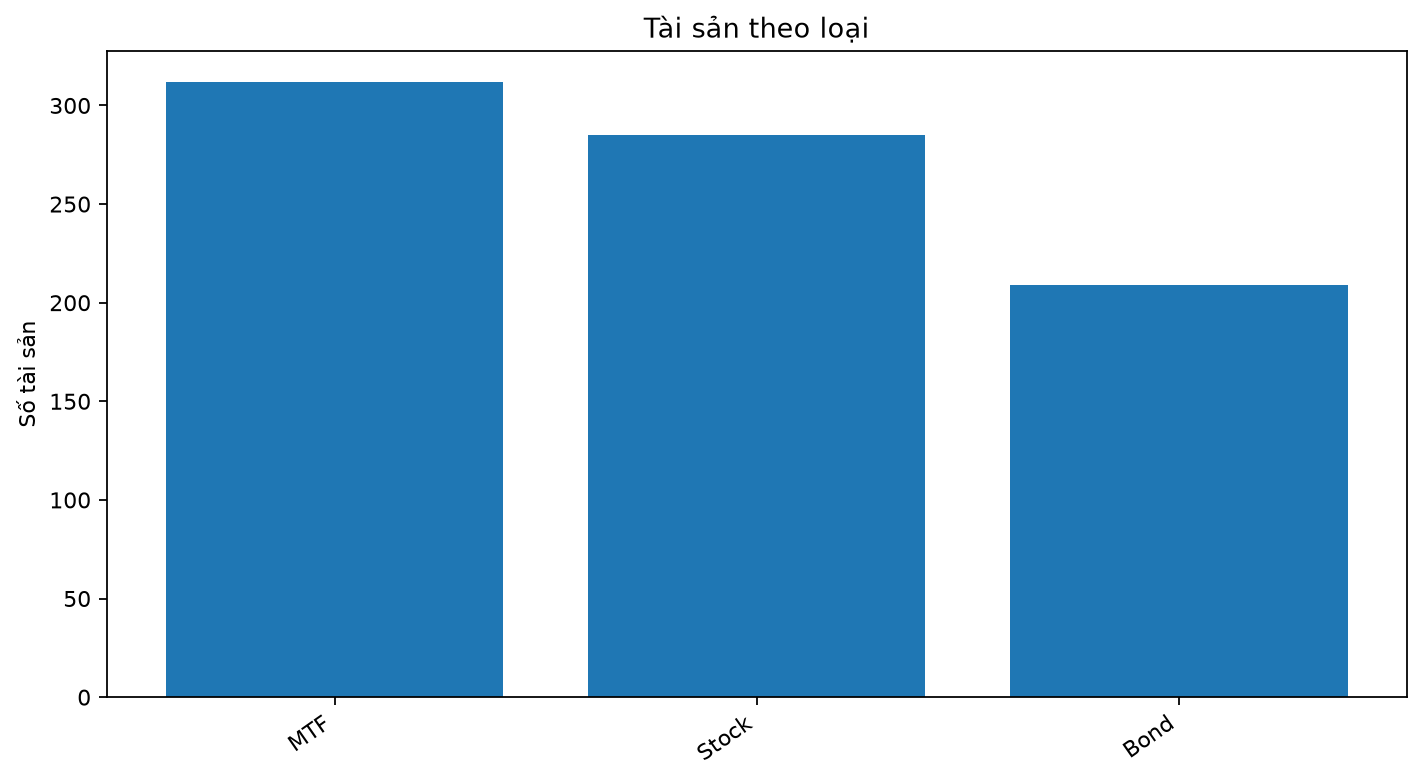 Tài sản theo loại
Số tài sản
300
250
200
150
100
50
0
MTF
Stock
Bond